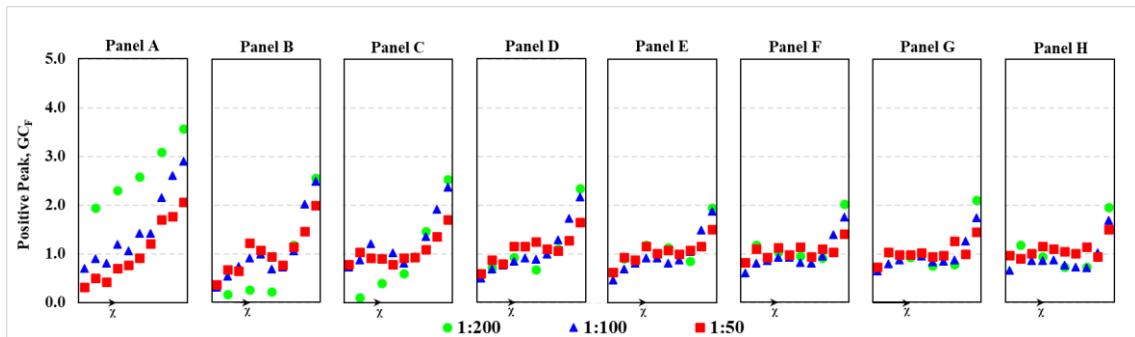 Panel A Panel B Panel C Panel D Panel E Panel F Panel G Panel H
5.0
4.0
3.0
2.0
1.0
0.0
Positive Peak, GC_F
χ χ χ χ χ χ χ χ
1:200 1:100 1:50